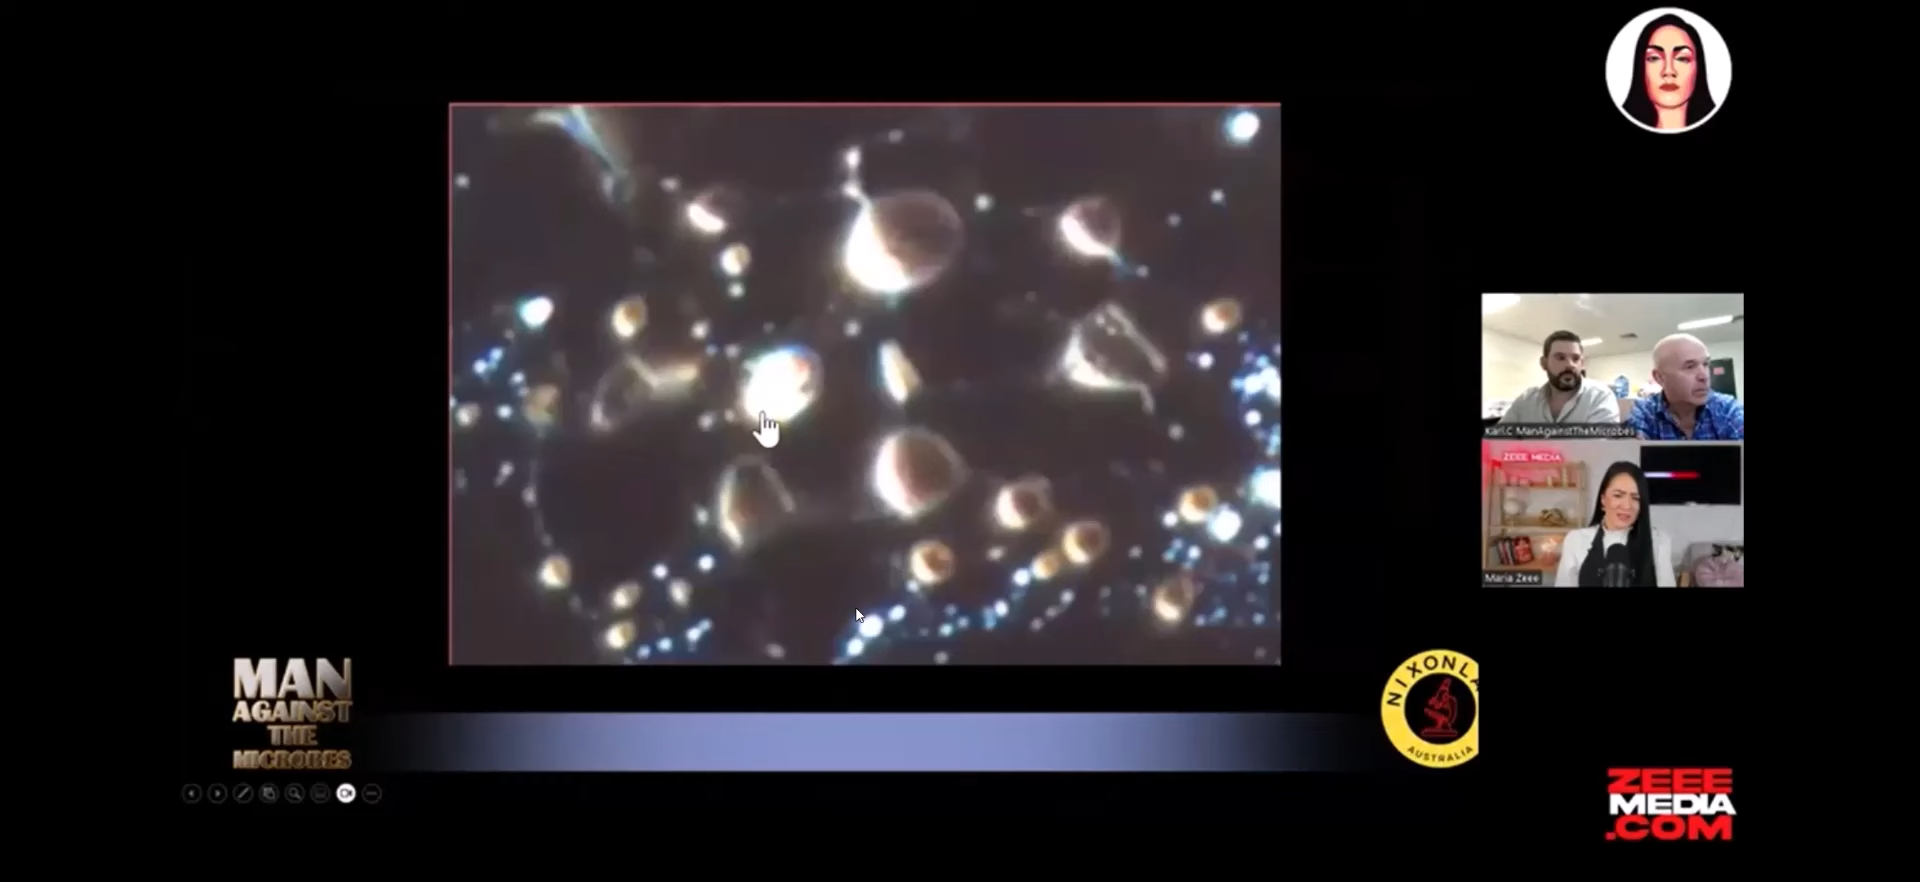 Karl.C ManAgainstTheMicrobes
ZEEE MEDIA
Maria Zeee
MAN
AGAINST
THE
MICROBES
NIXONLA
AUSTRALIA
ZEEE
MEDIA
.COM